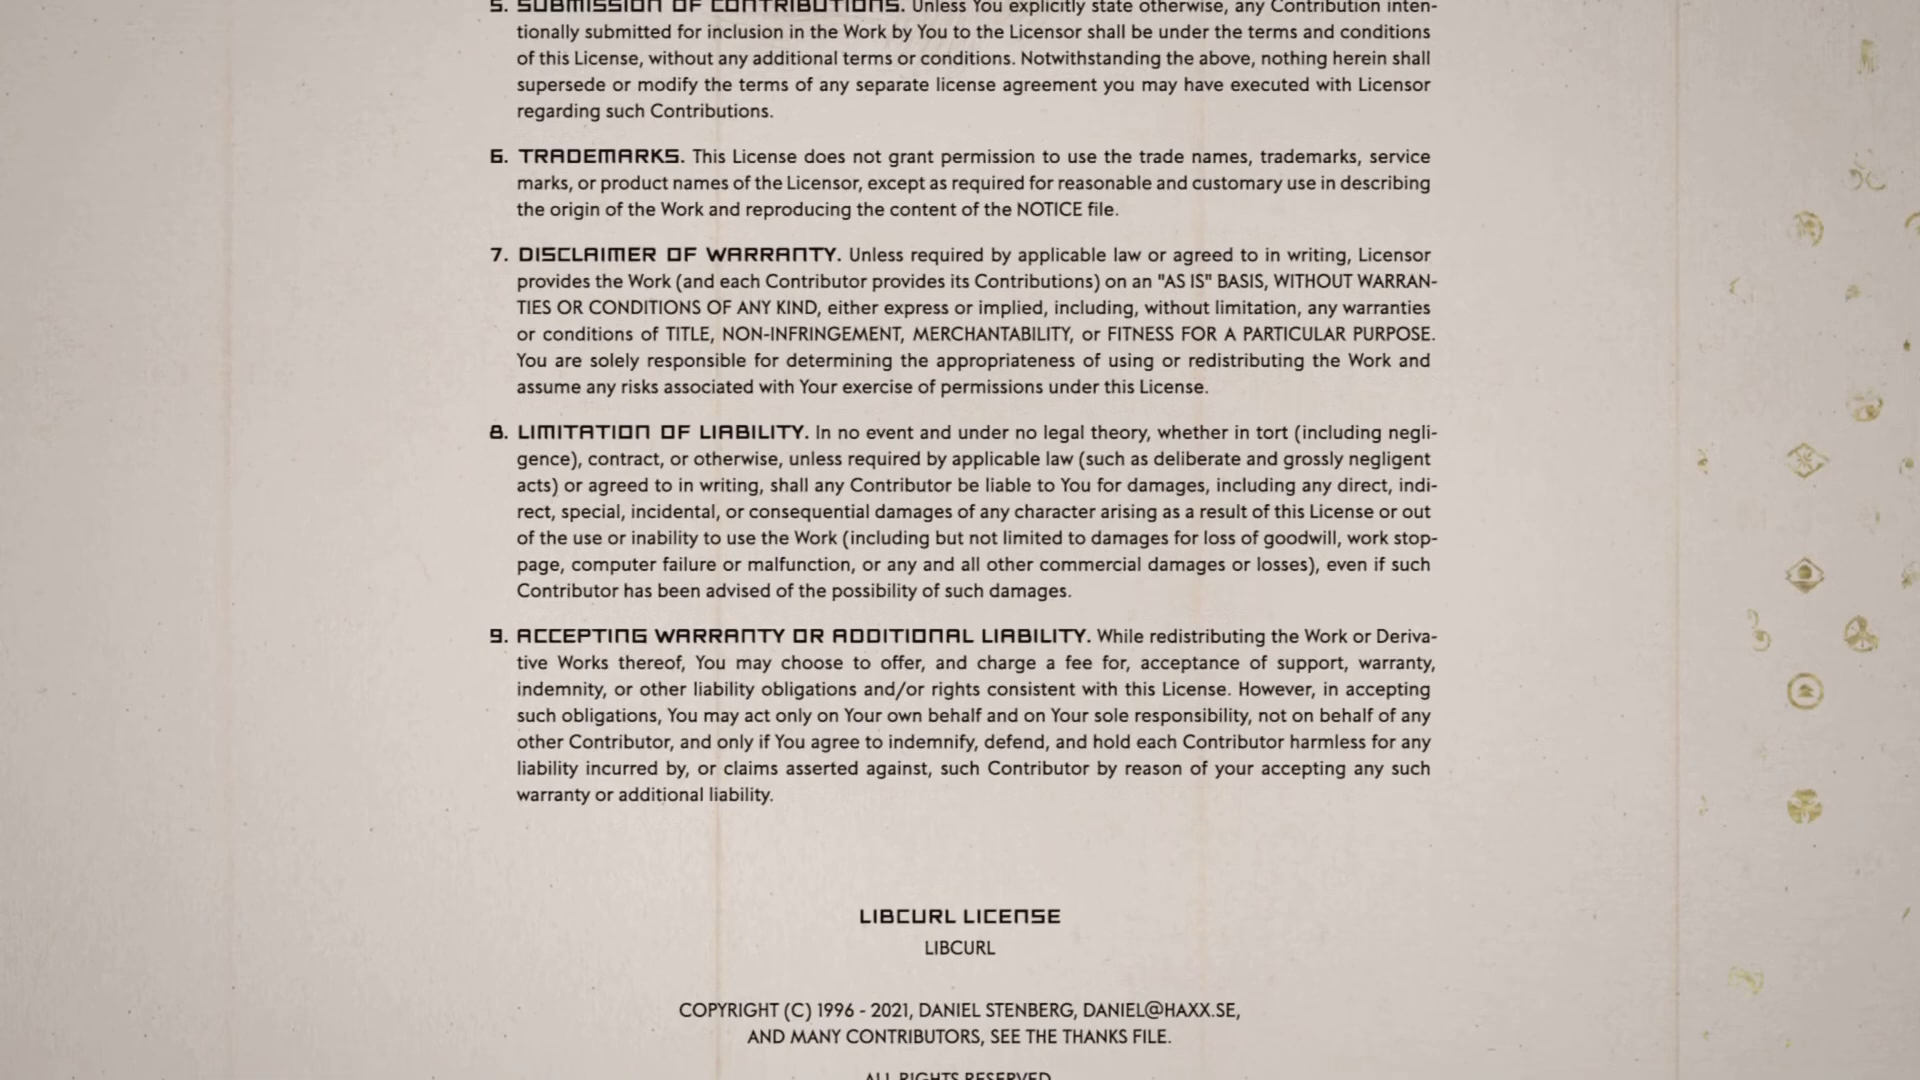 5. SUBMISSION OF CONTRIBUTIONS. Unless You explicitly state otherwise, any Contribution inten-
tionally submitted for inclusion in the Work by You to the Licensor shall be under the terms and conditions
of this License, without any additional terms or conditions. Notwithstanding the above, nothing herein shall
supersede or modify the terms of any separate license agreement you may have executed with Licensor
regarding such Contributions.
6. TRADEMARKS. This License does not grant permission to use the trade names, trademarks, service
marks, or product names of the Licensor, except as required for reasonable and customary use in describing
the origin of the Work and reproducing the content of the NOTICE file.
7. DISCLAIMER OF WARRANTY. Unless required by applicable law or agreed to in writing, Licensor
provides the Work (and each Contributor provides its Contributions) on an "AS IS" BASIS, WITHOUT WARRAN-
TIES OR CONDITIONS OF ANY KIND, either express or implied, including, without limitation, any warranties
or conditions of TITLE, NON-INFRINGEMENT, MERCHANTABILITY, or FITNESS FOR A PARTICULAR PURPOSE.
You are solely responsible for determining the appropriateness of using or redistributing the Work and
assume any risks associated with Your exercise of permissions under this License.
8. LIMITATION OF LIABILITY. In no event and under no legal theory, whether in tort (including negli-
gence), contract, or otherwise, unless required by applicable law (such as deliberate and grossly negligent
acts) or agreed to in writing, shall any Contributor be liable to You for damages, including any direct, indi-
rect, special, incidental, or consequential damages of any character arising as a result of this License or out
of the use or inability to use the Work (including but not limited to damages for loss of goodwill, work stop-
page, computer failure or malfunction, or any and all other commercial damages or losses), even if such
Contributor has been advised of the possibility of such damages.
9. ACCEPTING WARRANTY OR ADDITIONAL LIABILITY. While redistributing the Work or Deriva-
tive Works thereof, You may choose to offer, and charge a fee for, acceptance of support, warranty,
indemnity, or other liability obligations and/or rights consistent with this License. However, in accepting
such obligations, You may act only on Your own behalf and on Your sole responsibility, not on behalf of any
other Contributor, and only if You agree to indemnify, defend, and hold each Contributor harmless for any
liability incurred by, or claims asserted against, such Contributor by reason of your accepting any such
warranty or additional liability.
LIBCURL LICENSE
LIBCURL
COPYRIGHT (C) 1996 - 2021, DANIEL STENBERG, DANIEL@HAXX.SE,
AND MANY CONTRIBUTORS, SEE THE THANKS FILE.
ALL RIGHTS RESERVED